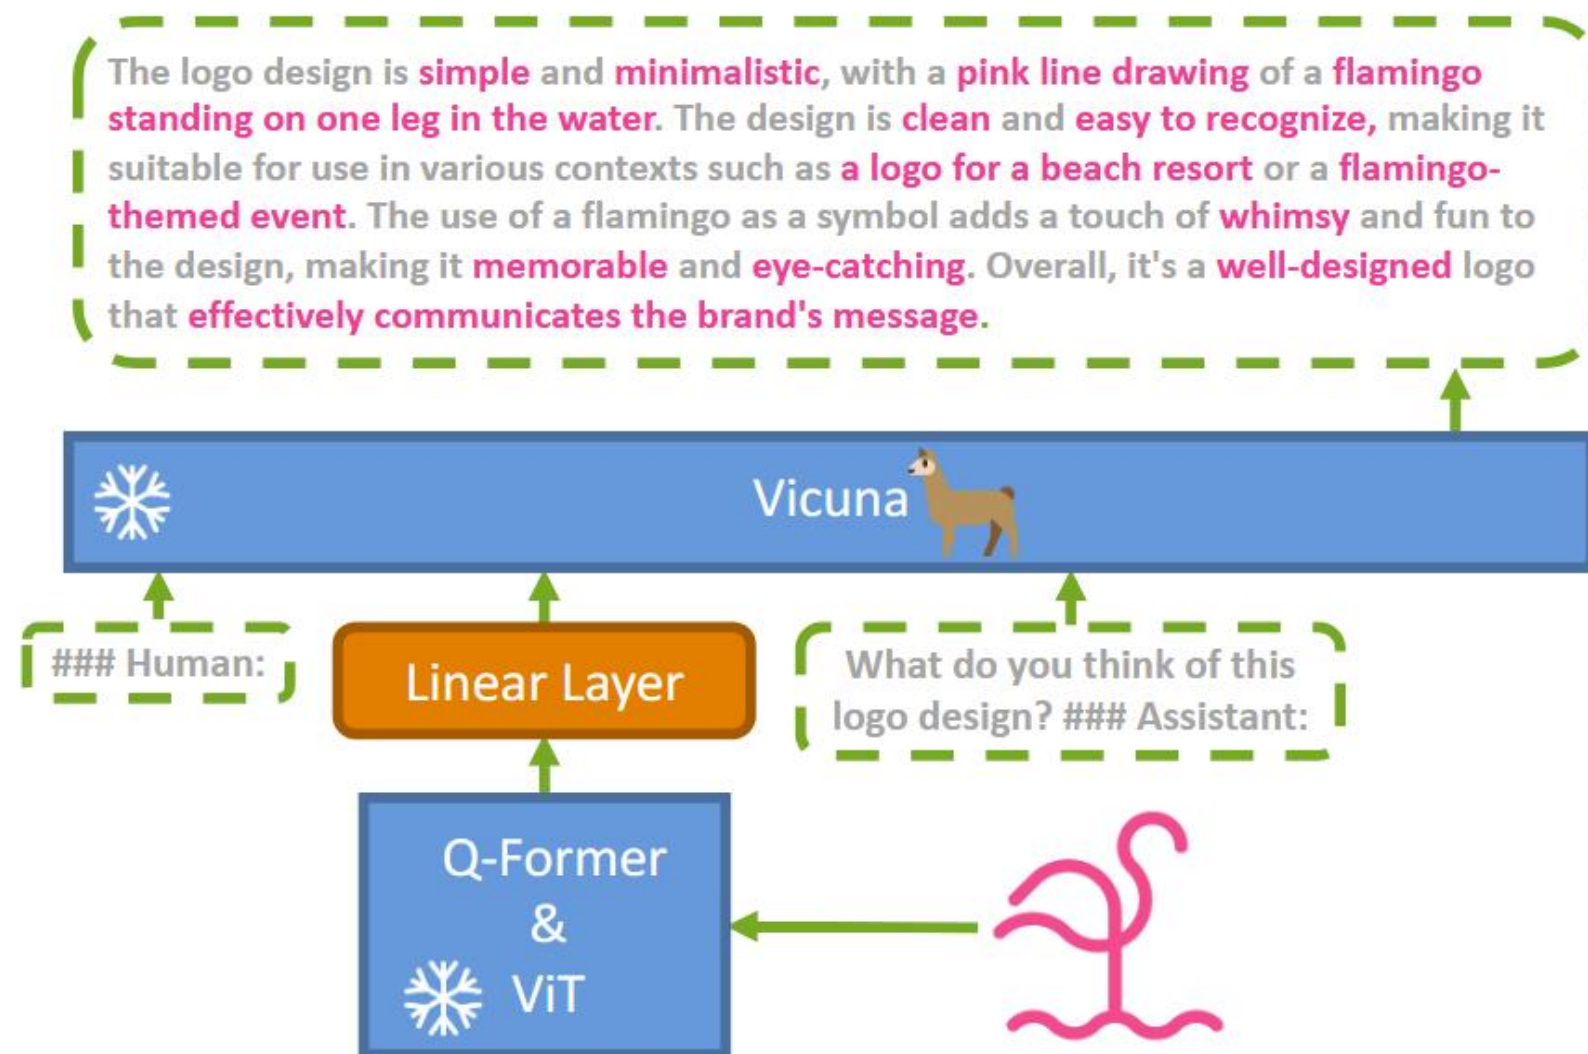 The logo design is simple and minimalistic, with a pink line drawing of a flamingo
standing on one leg in the water. The design is clean and easy to recognize, making it
suitable for use in various contexts such as a logo for a beach resort or a flamingo-
themed event. The use of a flamingo as a symbol adds a touch of whimsy and fun to
the design, making it memorable and eye-catching. Overall, it's a well-designed logo
that effectively communicates the brand's message.
Vicuna
### Human:
Linear Layer
What do you think of this
logo design? ### Assistant:
Q-Former
&
ViT